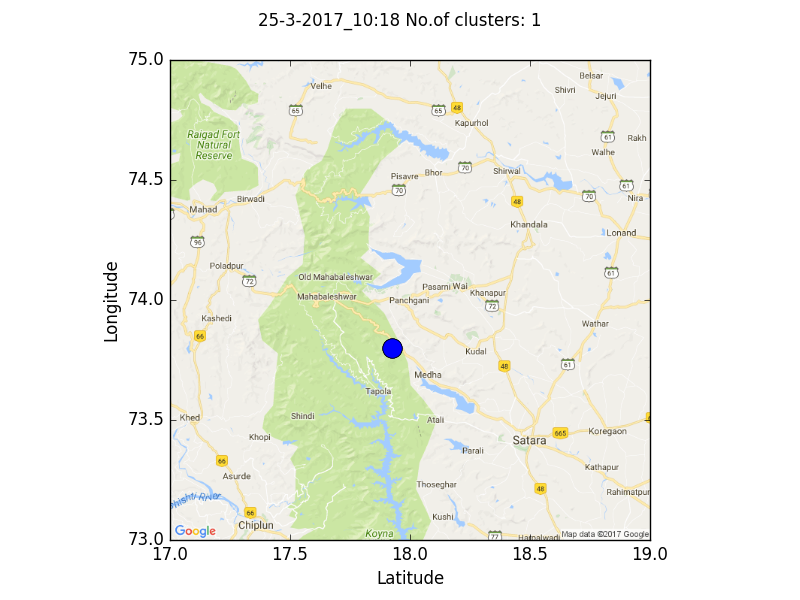 25-3-2017_10:18 No.of clusters: 1
75.0
74.5
74.0
73.5
73.0
17.0
17.5
18.0
18.5
19.0
Longitude
Latitude
Velhe
Belsar
Shivri
Jejuri
65
65
48
Kapurhol
Raigad Fort
Natural
Reserve
61
Rakh
Walhe
70
Bhor
Shirwal
Pisavre
70
61
70
Nira
Birwadi
48
Mahad
Khandala
Lonand
96
Poladpur
61
72
Old Mahabaleshwar
Pasarni
Wai
Khanapur
Mahabaleshwar
Panchgani
72
Kashedi
Wathar
66
Kudal
48
61
Medha
Tapola
Khed
Shindi
Atali
Khopi
665
Koregaon
Satara
Parali
66
Kathapur
Asurde
Thoseghar
48
Rahimatpur
66
Kushi
Chiplun
Koyna
77
Google
Map data ©2017 Google